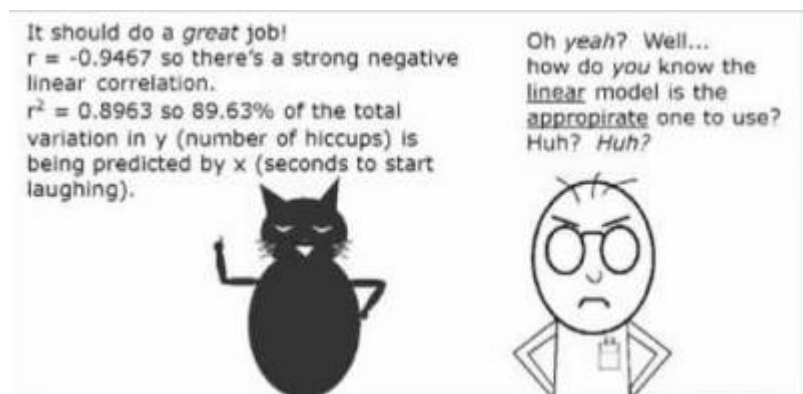 It should do a great job!
r = -0.9467 so there's a strong negative
linear correlation.
r² = 0.8963 so 89.63% of the total
variation in y (number of hiccups) is
being predicted by x (seconds to start
laughing).
Oh yeah? Well...
how do you know the
linear model is the
appropirate one to use?
Huh? Huh?